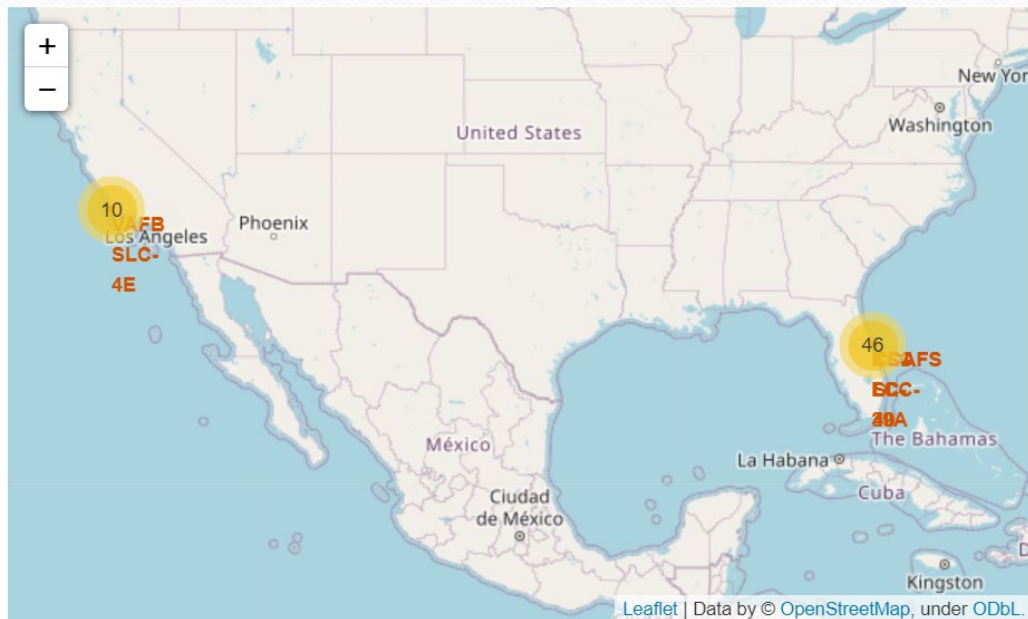 +
−
New Yor
Washington
United States
10
VAFB
Los Angeles
SLC-
4E
Phoenix
46
AFS
The Bahamas
México
La Habana
Cuba
Ciudad
de México
Kingston
D
Leaflet | Data by © OpenStreetMap, under ODbL.